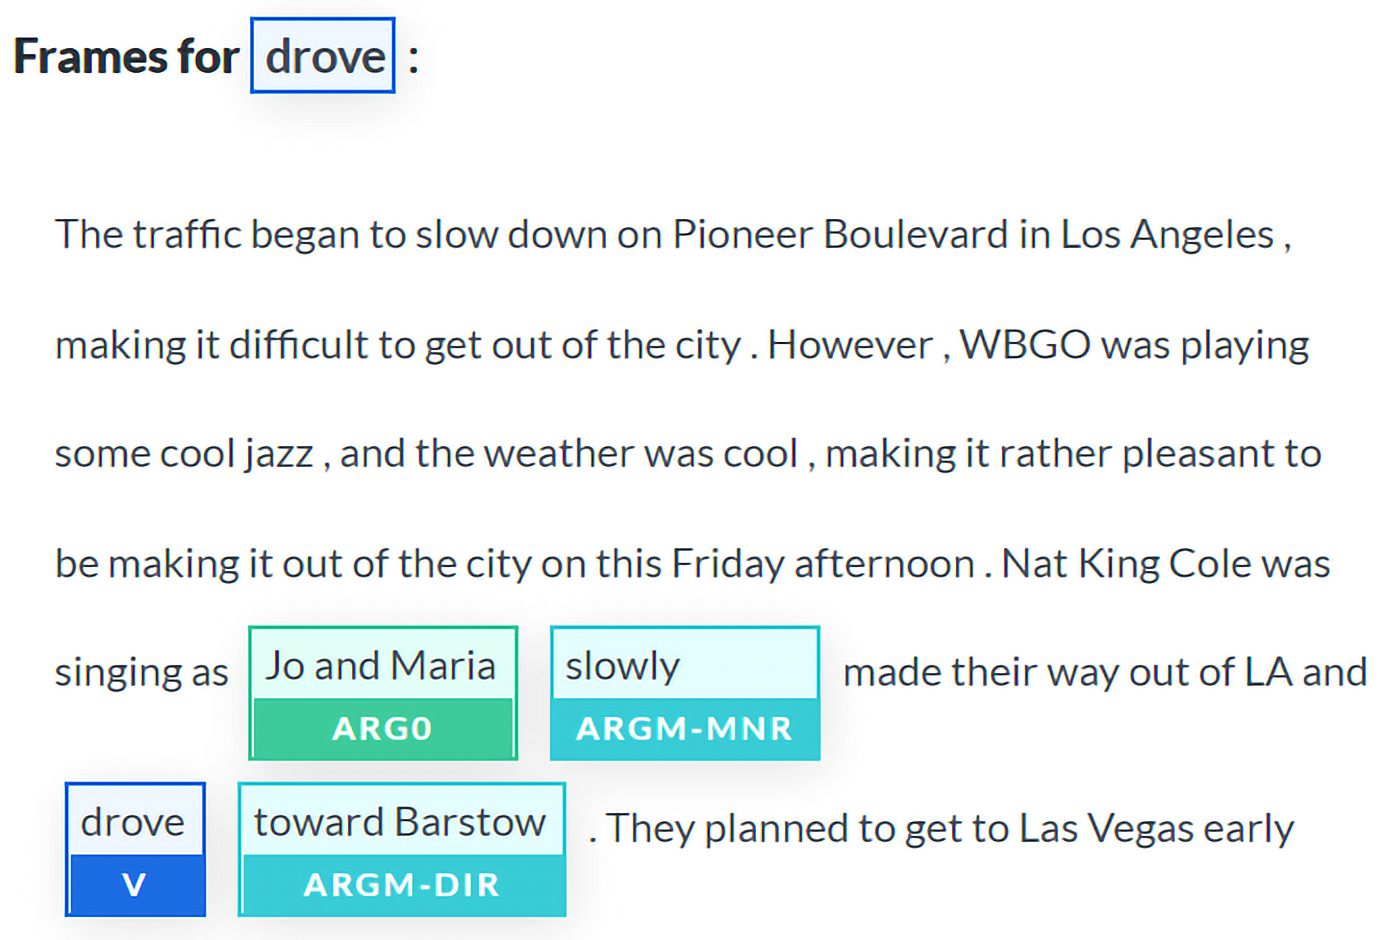 Frames for drove :
The traffic began to slow down on Pioneer Boulevard in Los Angeles ,
making it difficult to get out of the city . However , WBGO was playing
some cool jazz , and the weather was cool , making it rather pleasant to
be making it out of the city on this Friday afternoon . Nat King Cole was
singing as Jo and Maria slowly made their way out of LA and
ARG0 ARGM-MNR
drove toward Barstow . They planned to get to Las Vegas early
V ARGM-DIR